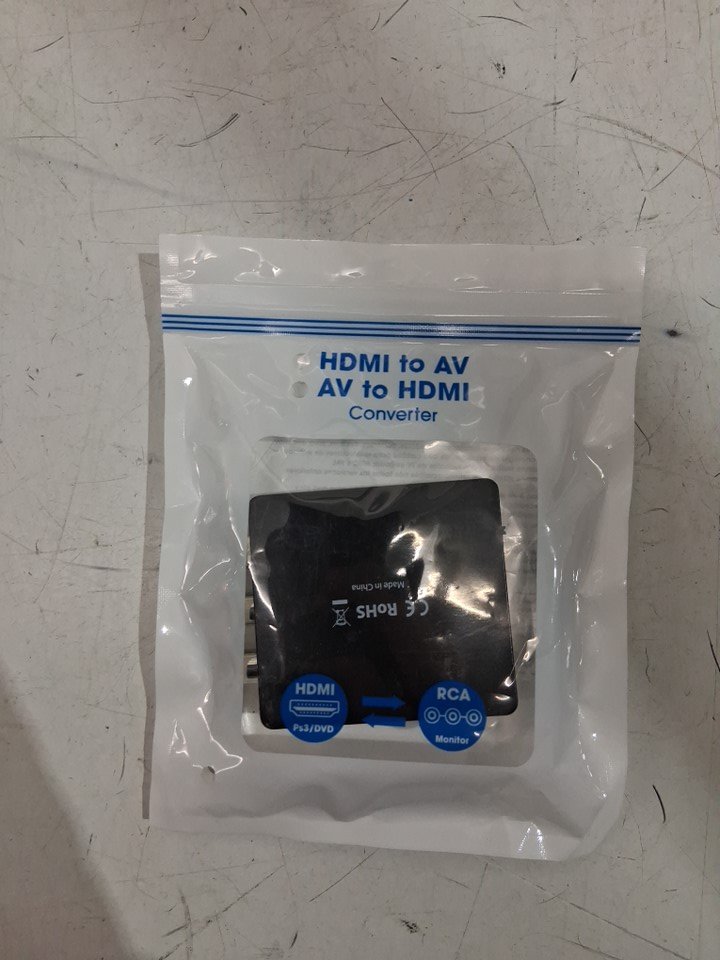 HDMI to AV
AV to HDMI
Converter
Made in China
CE RoHS
HDMI
Ps3/DVD
RCA
Monitor